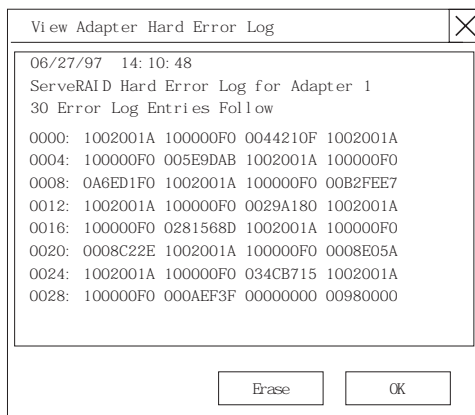 View Adapter Hard Error Log
06/27/97 14:10:48
ServeRAID Hard Error Log for Adapter 1
30 Error Log Entries Follow
0000: 1002001A 100000F0 0044210F 1002001A
0004: 100000F0 005E9DAB 1002001A 100000F0
0008: 0A6ED1F0 1002001A 100000F0 00B2FEE7
0012: 1002001A 100000F0 0029A180 1002001A
0016: 100000F0 0281568D 1002001A 100000F0
0020: 0008C22E 1002001A 100000F0 0008E05A
0024: 1002001A 100000F0 034CB715 1002001A
0028: 100000F0 000AEF3F 00000000 00980000
Erase OK